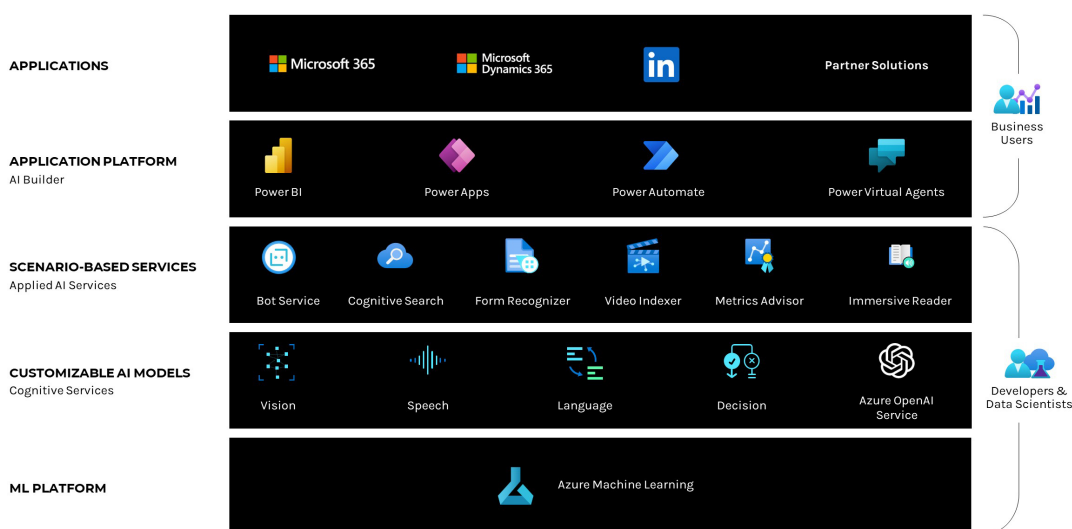 APPLICATIONS
Microsoft 365
Microsoft
Dynamics 365
in
Partner Solutions
Business
Users
APPLICATION PLATFORM
AI Builder
Power BI
Power Apps
Power Automate
Power Virtual Agents
SCENARIO-BASED SERVICES
Applied AI Services
Bot Service
Cognitive Search
Form Recognizer
Video Indexer
Metrics Advisor
Immersive Reader
CUSTOMIZABLE AI MODELS
Cognitive Services
Vision
Speech
Language
Decision
Azure OpenAI
Service
Developers &
Data Scientists
ML PLATFORM
Azure Machine Learning